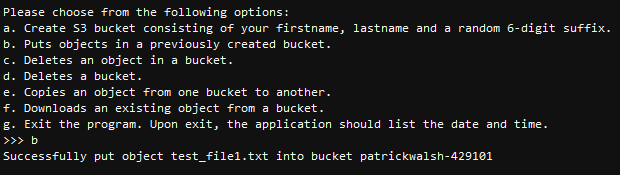 Please choose from the following options:
a. Create S3 bucket consisting of your firstname, lastname and a random 6-digit suffix.
b. Puts objects in a previously created bucket.
c. Deletes an object in a bucket.
d. Deletes a bucket.
e. Copies an object from one bucket to another.
f. Downloads an existing object from a bucket.
g. Exit the program. Upon exit, the application should list the date and time.
>>> b
Successfully put object test_file1.txt into bucket patrickwalsh-429101